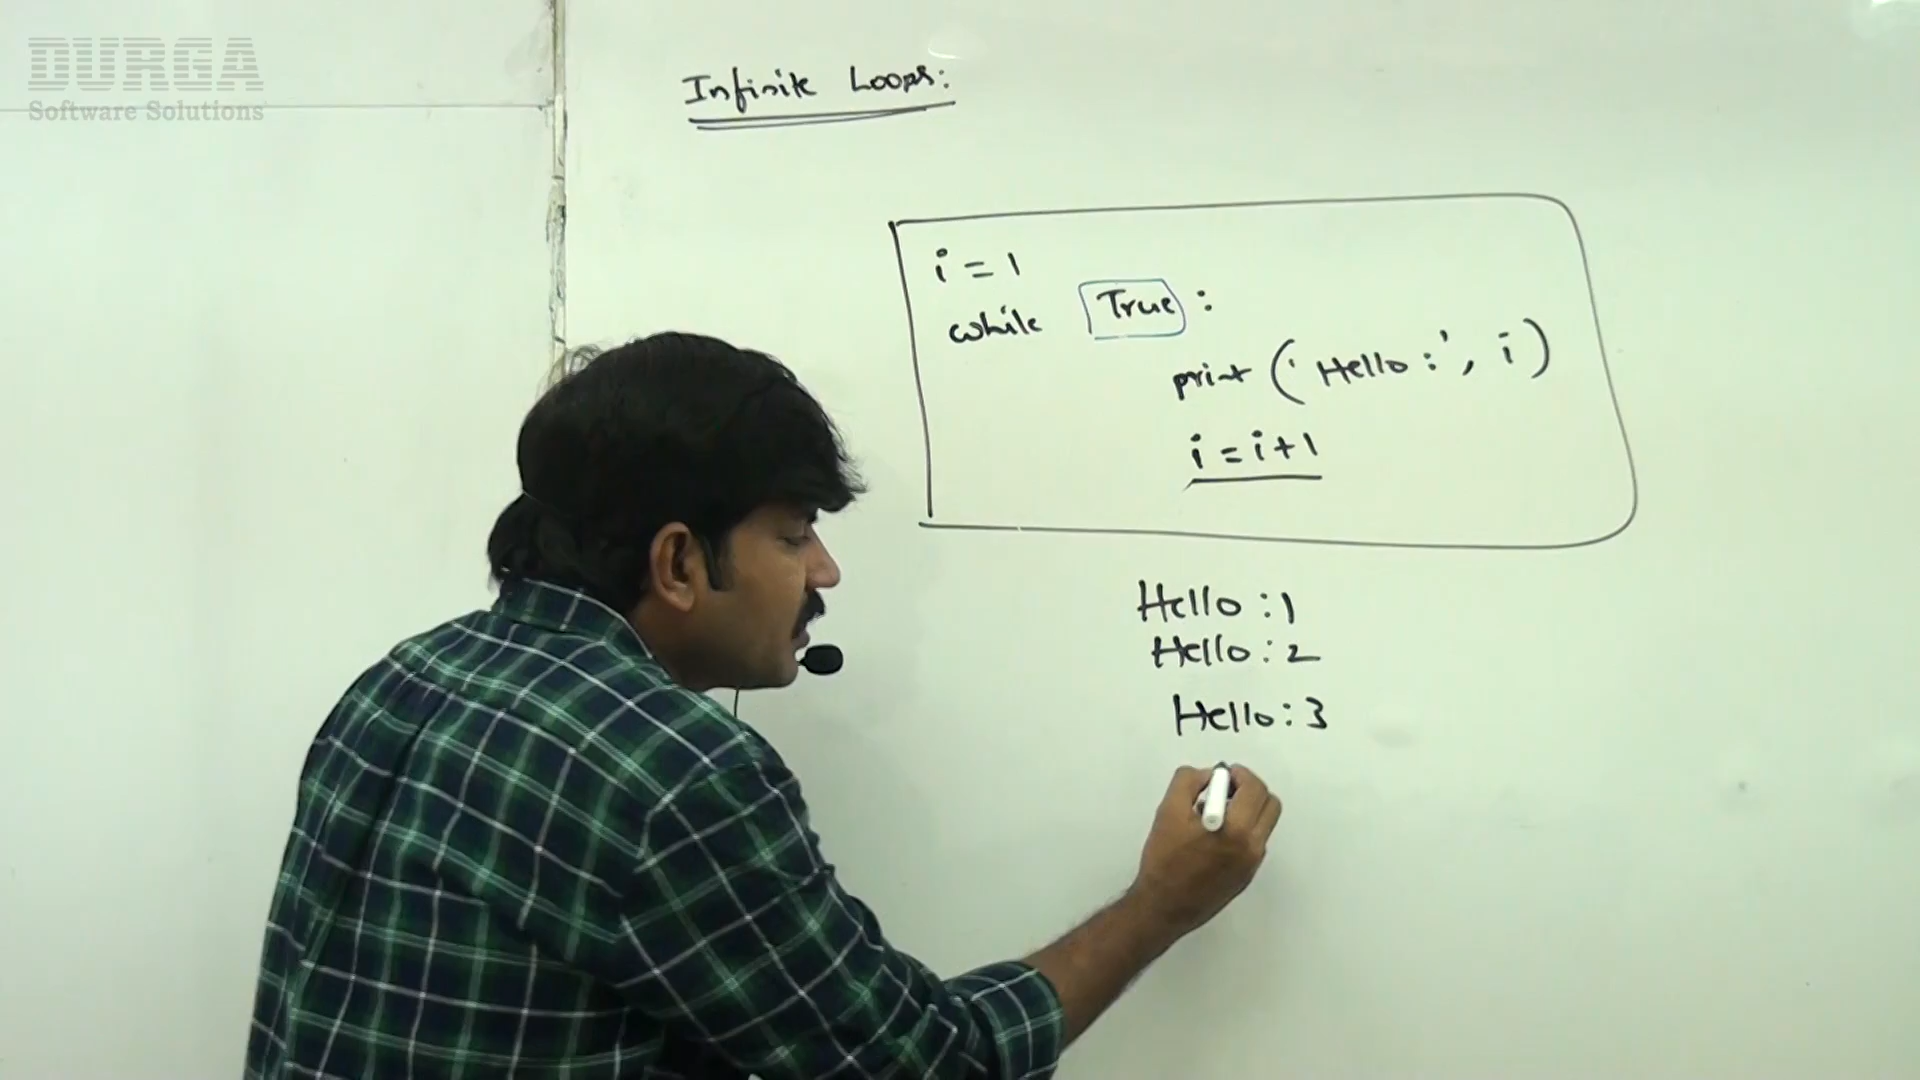 DURGA
Software Solutions
Infinite Loops:
i = 1
while True :
print ('Hello :', i)
i = i+1
Hello : 1
Hello : 2
Hello : 3